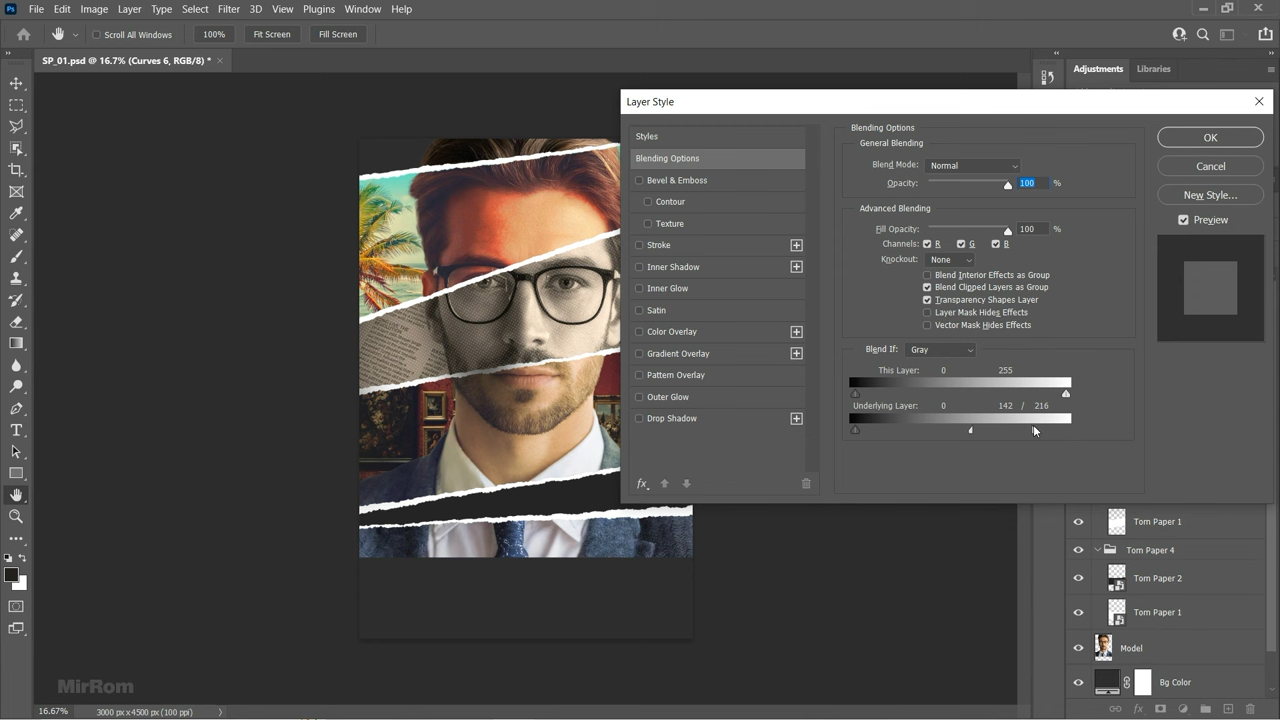 Ps File Edit Image Layer Type Select Filter 3D View Plugins Window Help
Scroll All Windows 100% Fit Screen Fill Screen
SP_01.psd @ 16.7% (Curves 6, RGB/8) * ×
Adjustments Libraries
Layer Style
Styles
Blending Options
Bevel & Emboss
Contour
Texture
Stroke
Inner Shadow
Inner Glow
Satin
Color Overlay
Gradient Overlay
Pattern Overlay
Outer Glow
Drop Shadow
fx
Blending Options
General Blending
Blend Mode: Normal
Opacity: 100 %
Advanced Blending
Fill Opacity: 100 %
Channels: R G B
Knockout: None
Blend Interior Effects as Group
Blend Clipped Layers as Group
Transparency Shapes Layer
Layer Mask Hides Effects
Vector Mask Hides Effects
Blend If: Gray
This Layer: 0 255
Underlying Layer: 0 142 / 216
OK
Cancel
New Style...
Preview
Torn Paper 1
Torn Paper 4
Torn Paper 2
Torn Paper 1
Model
Bg Color
fx
MirRom
16.67% 3000 px x 4500 px (100 ppi)